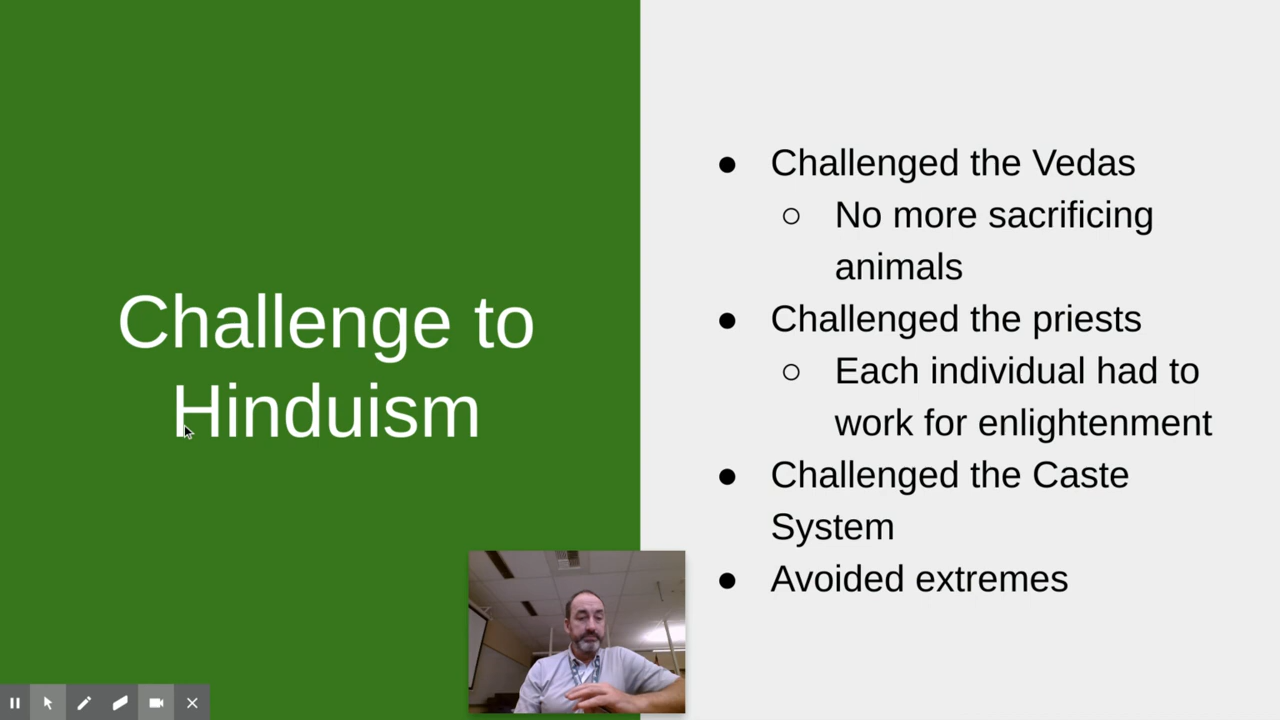 Challenge to
Hinduism
● Challenged the Vedas
○ No more sacrificing
animals
● Challenged the priests
○ Each individual had to
work for enlightenment
● Challenged the Caste
System
● Avoided extremes